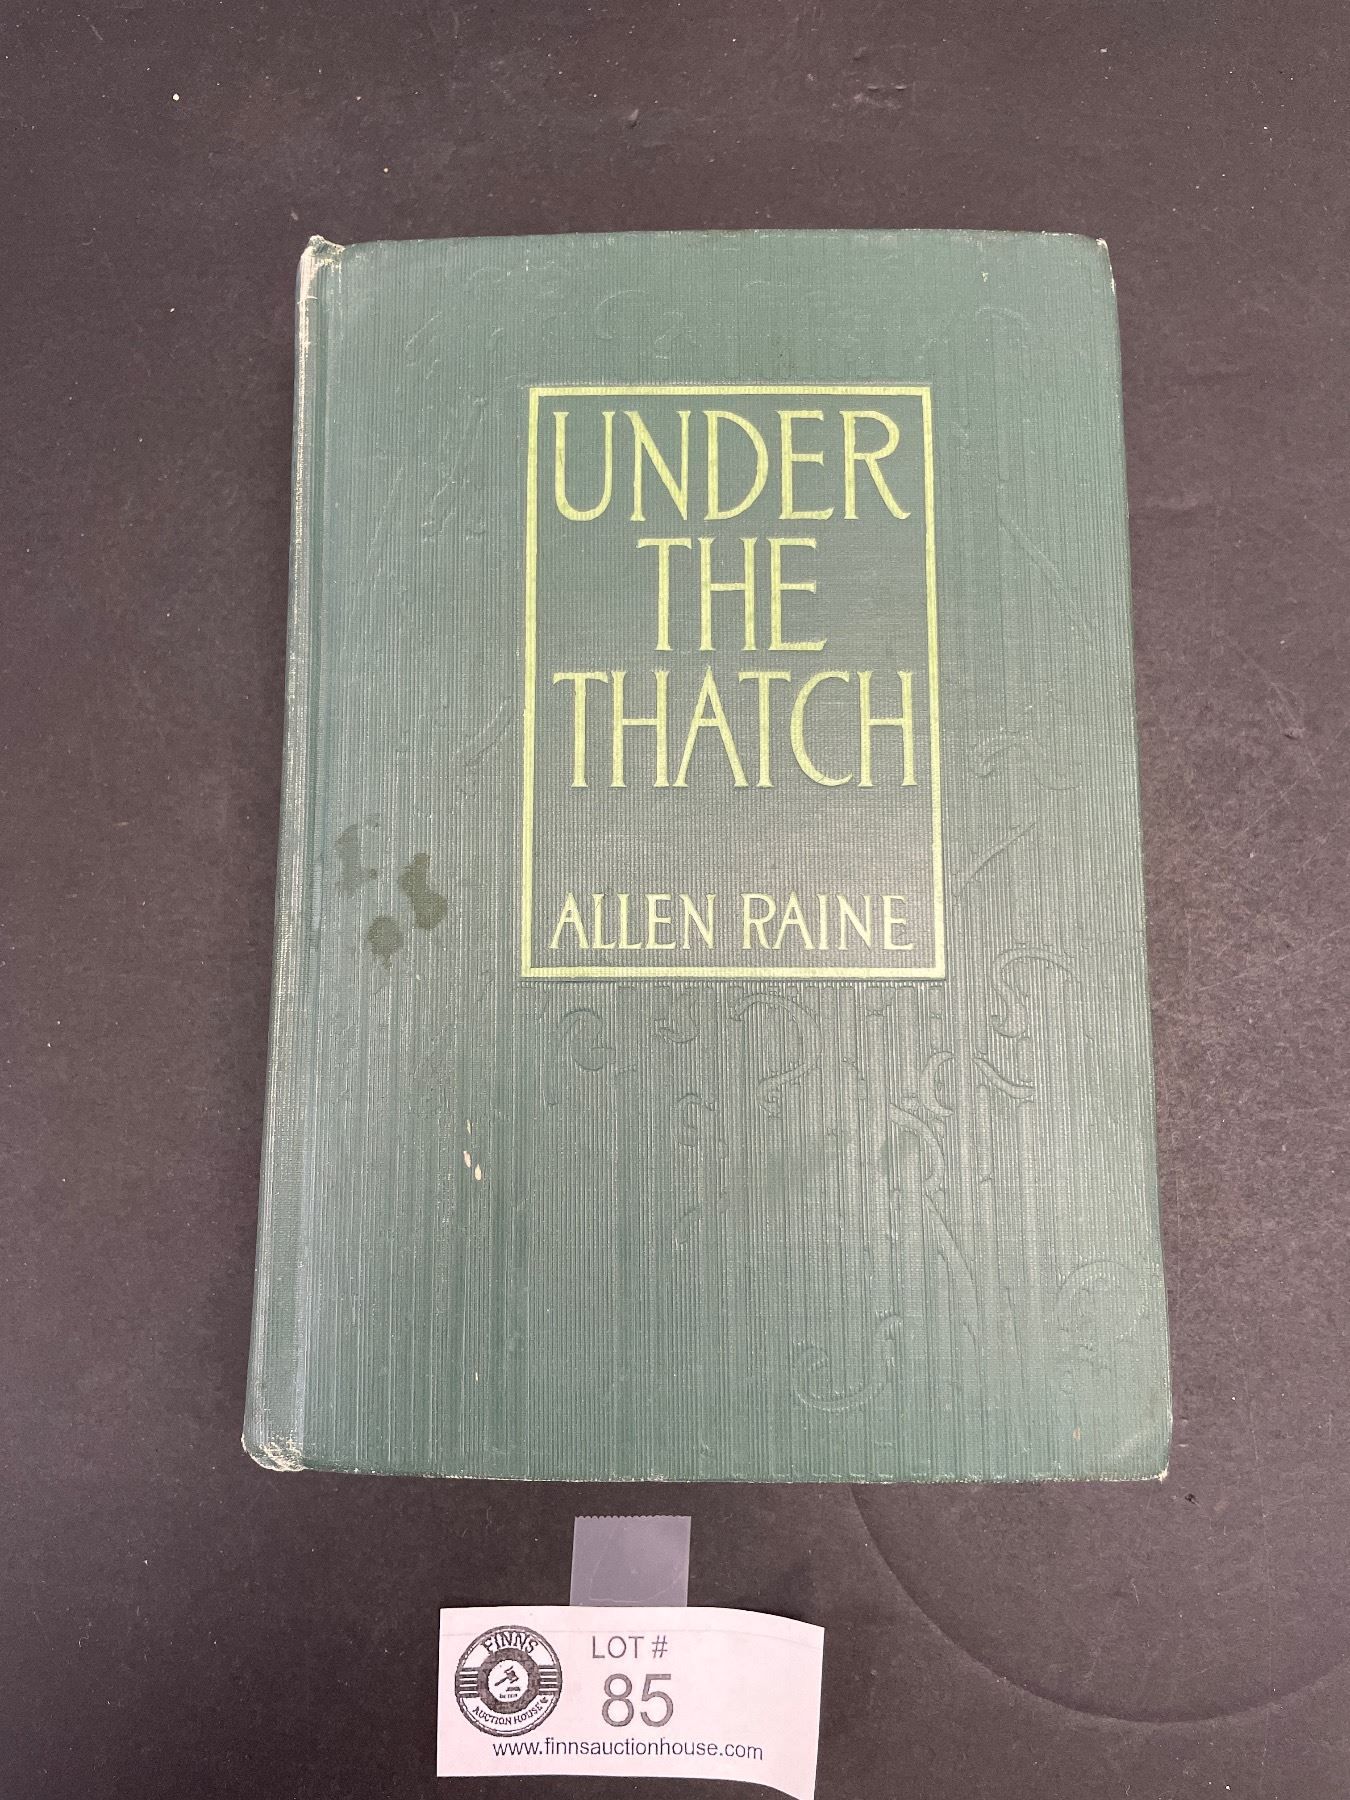 UNDER
THE
THATCH
ALLEN RAINE
FINNS
AUCTION HOUSE
LOT #
85
www.finnsauctionhouse.com